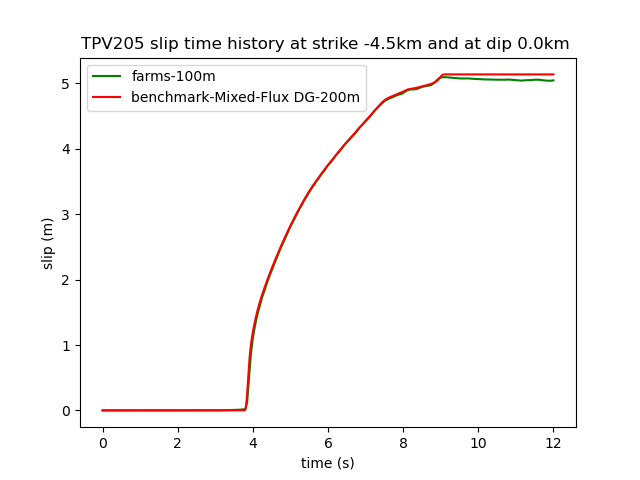 TPV205 slip time history at strike -4.5km and at dip 0.0km
farms-100m
benchmark-Mixed-Flux DG-200m
5
4
3
2
1
0
slip (m)
0 2 4 6 8 10 12
time (s)